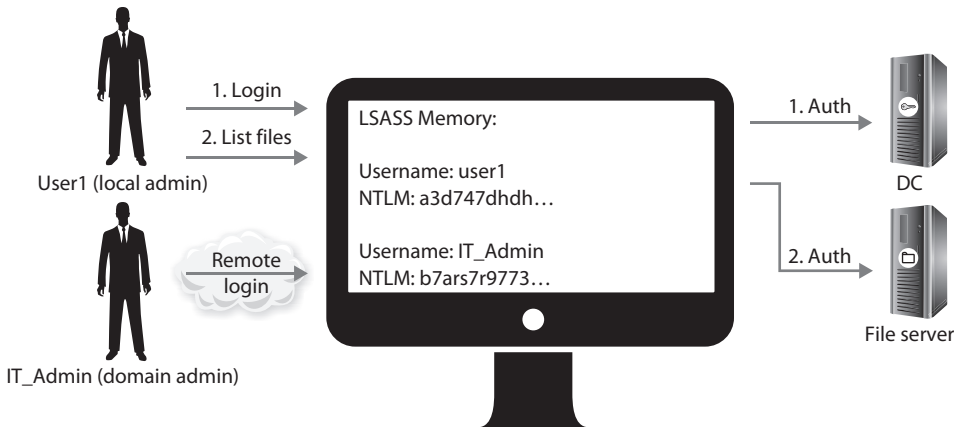 1. Login
2. List files
User1 (local admin)
Remote
login
IT_Admin (domain admin)
LSASS Memory:
Username: user1
NTLM: a3d747dhdh…
Username: IT_Admin
NTLM: b7ars7r9773…
1. Auth
DC
2. Auth
File server